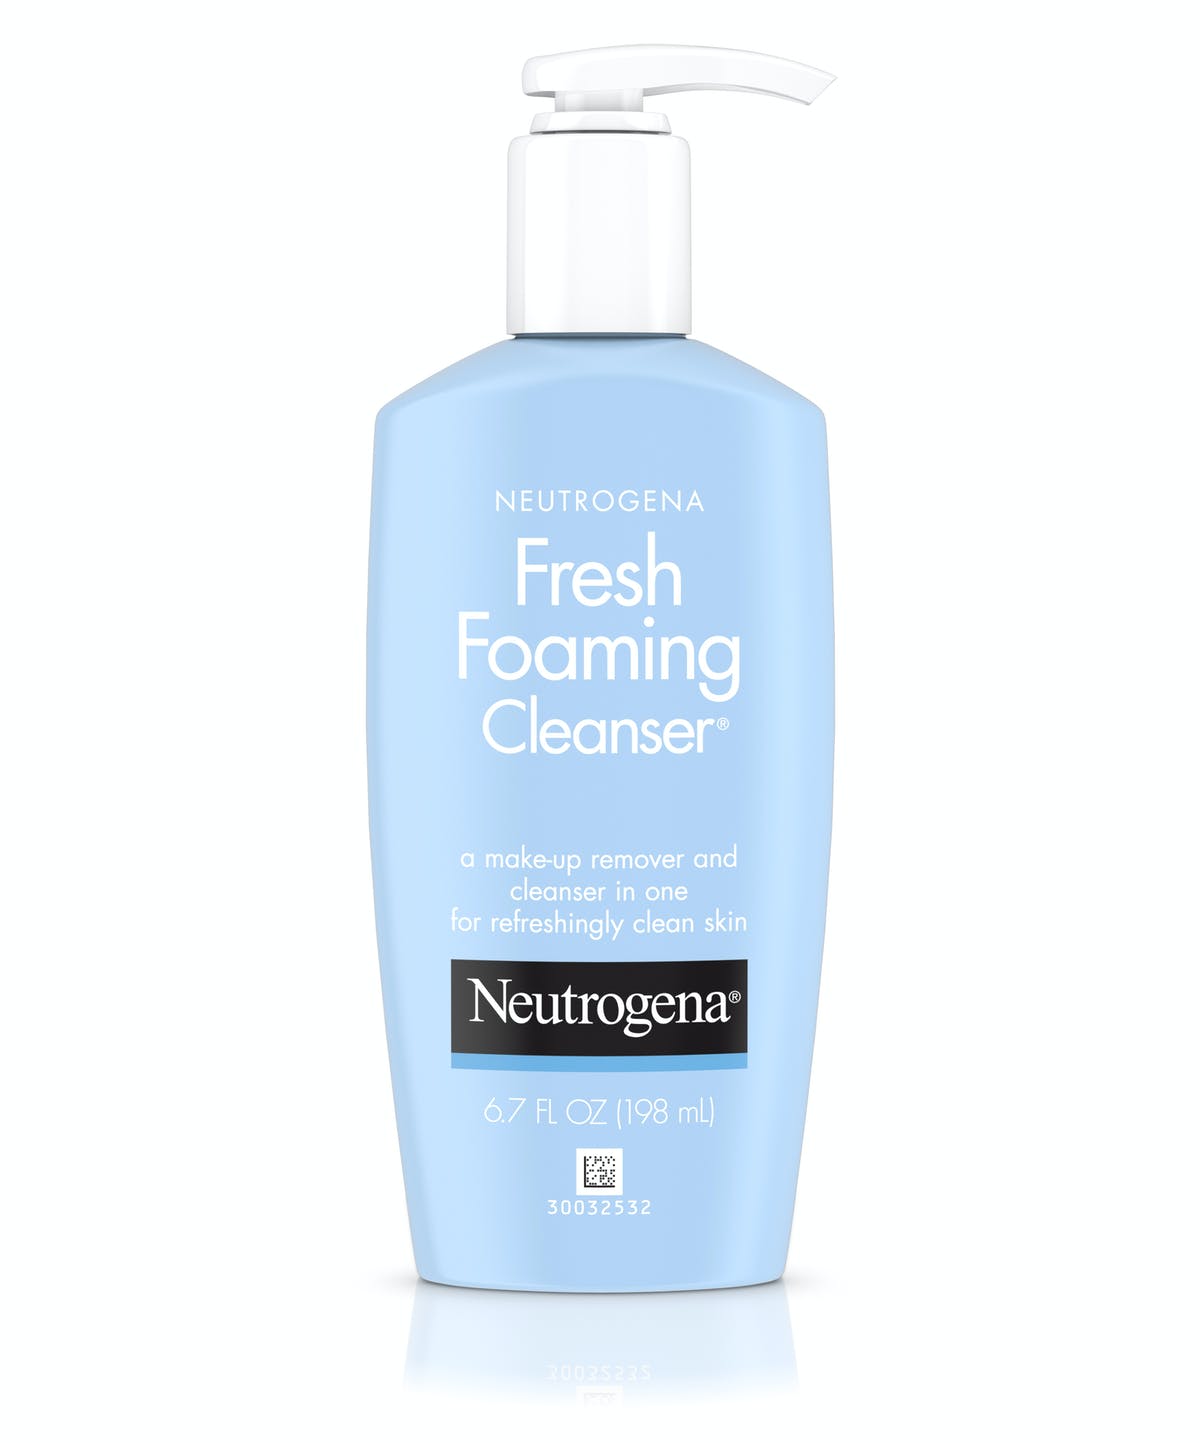 NEUTROGENA
Fresh
Foaming
Cleanser®
a make-up remover and
cleanser in one
for refreshingly clean skin
Neutrogena®
6.7 FL OZ (198 mL)
30032532